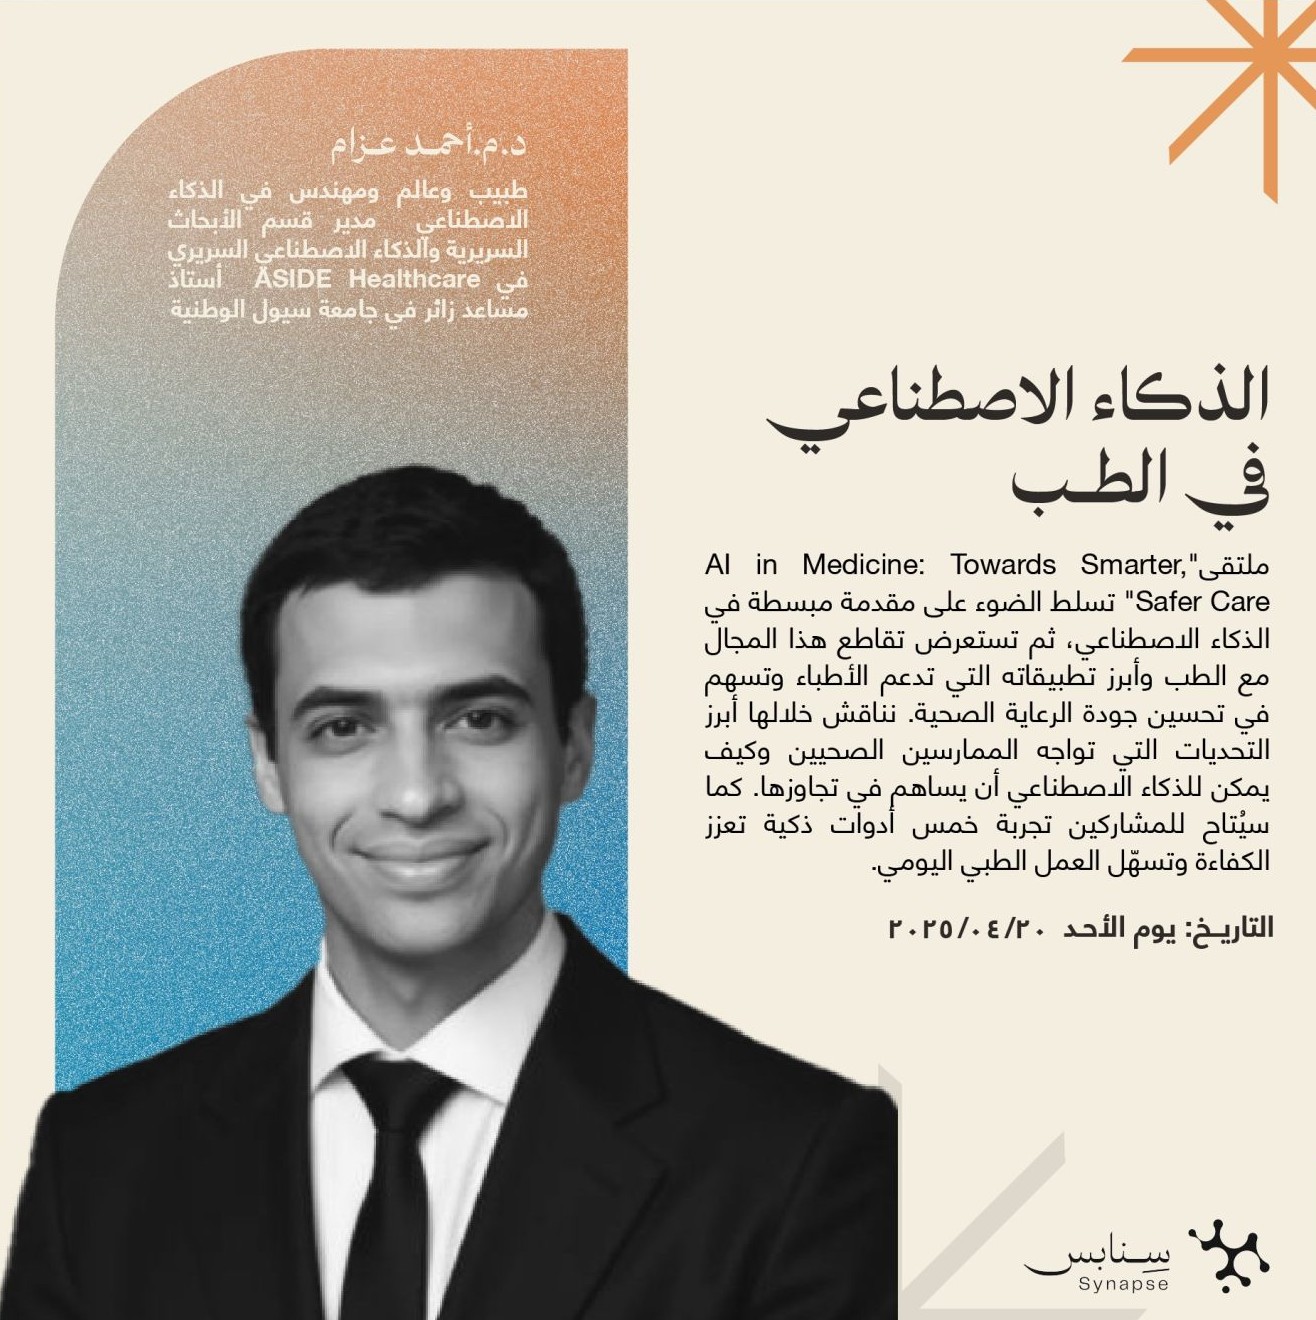 د.م.أحمد عزام
طبيب وعالم ومهندس في الذكاء
الاصطناعي مدير قسم الأبحاث
السريرية والذكاء الاصطناعي السريري
في ASIDE Healthcare أستاذ
مساعد زائر في جامعة سيول الوطنية
الذكاء الاصطناعي
في الطب
ملتقى"AI in Medicine: Towards Smarter,
Safer Care" تسلط الضوء على مقدمة مبسطة في
الذكاء الاصطناعي، ثم تستعرض تقاطع هذا المجال
مع الطب وأبرز تطبيقاته التي تدعم الأطباء وتسهم
في تحسين جودة الرعاية الصحية. نناقش خلالها أبرز
التحديات التي تواجه الممارسين الصحيين وكيف
يمكن للذكاء الاصطناعي أن يساهم في تجاوزها. كما
سيُتاح للمشاركين تجربة خمس أدوات ذكية تعزز
الكفاءة وتسهّل العمل الطبي اليومي.
التاريخ: يوم الأحد ٢٠٢٥/٠٤/٢٠
سِنابس
Synapse